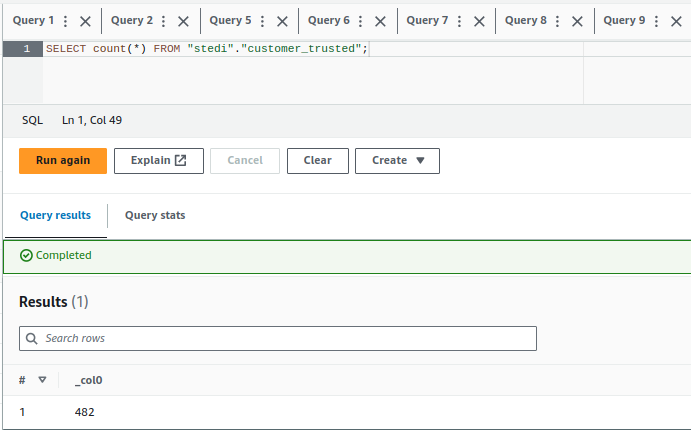 Query 1 Query 2 Query 5 Query 6 Query 7 Query 8 Query 9
1 SELECT count(*) FROM "stedi"."customer_trusted";
SQL Ln 1, Col 49
Run again Explain Cancel Clear Create
Query results Query stats
Completed
Results (1)
Search rows
# _col0
1 482